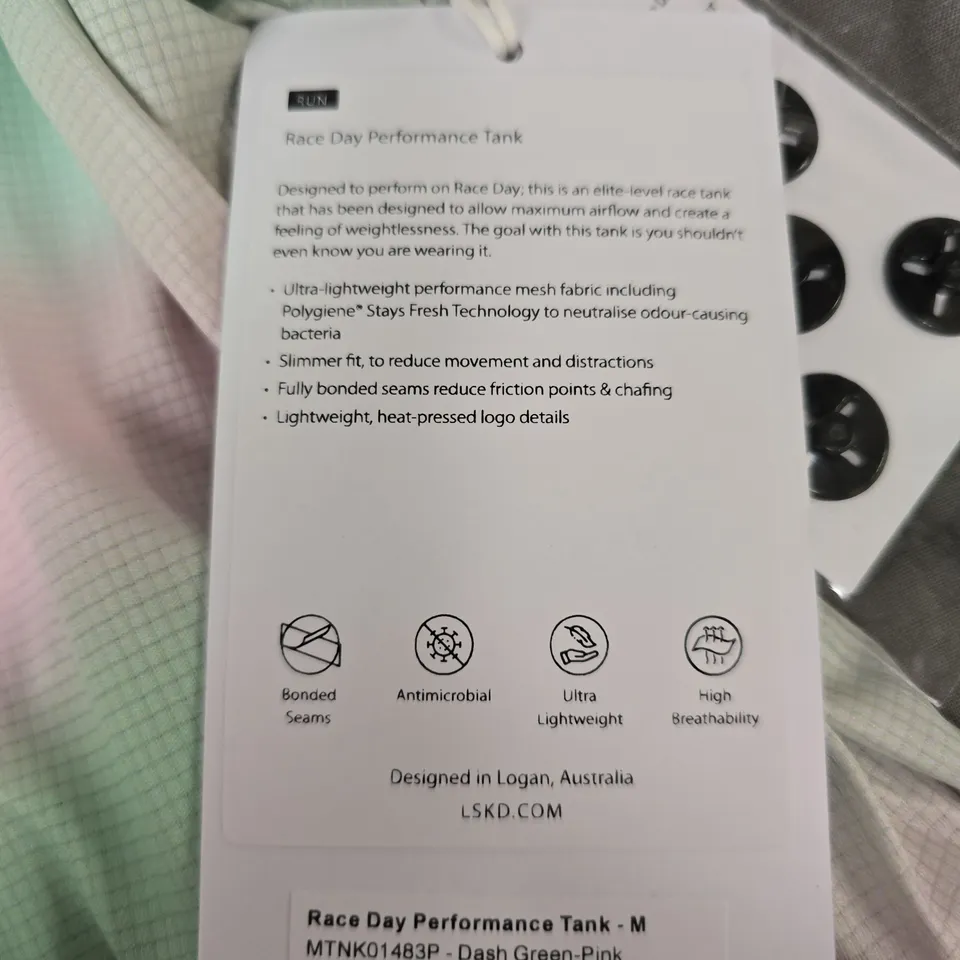 RUN
Race Day Performance Tank
Designed to perform on Race Day; this is an elite-level race tank
that has been designed to allow maximum airflow and create a
feeling of weightlessness. The goal with this tank is you shouldn't
even know you are wearing it.
• Ultra-lightweight performance mesh fabric including
Polygiene® Stays Fresh Technology to neutralise odour-causing
bacteria
• Slimmer fit, to reduce movement and distractions
• Fully bonded seams reduce friction points & chafing
• Lightweight, heat-pressed logo details
Bonded Seams
Antimicrobial
Ultra Lightweight
High Breathability
Designed in Logan, Australia
LSKD.COM
Race Day Performance Tank - M
MTNK01483P - Dash Green-Pink